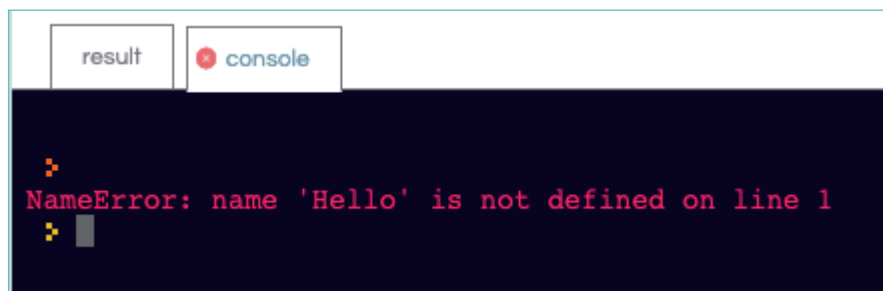 result
console
>
NameError: name 'Hello' is not defined on line 1
>